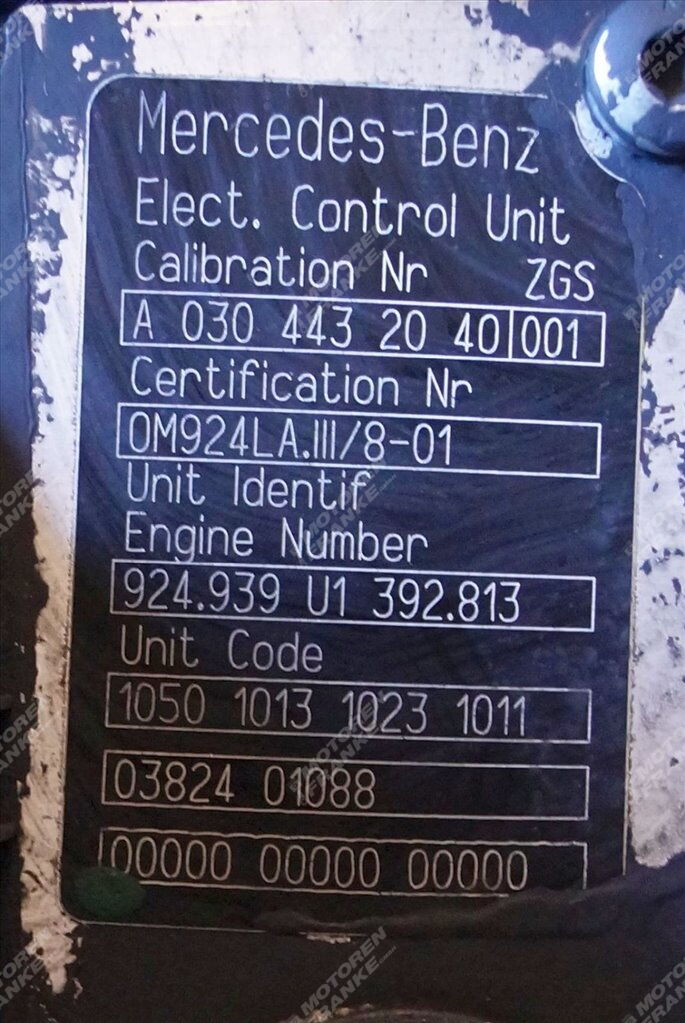 Mercedes-Benz
Elect. Control Unit
Calibration Nr ZGS
A 030 443 20 40|001
Certification Nr
OM924LA.III/8-01
Unit Identif
Engine Number
924.939 U1 392.813
Unit Code
1050 1013 1023 1011
03824 01088
00000 00000 00000
MOTOREN
FRANKE